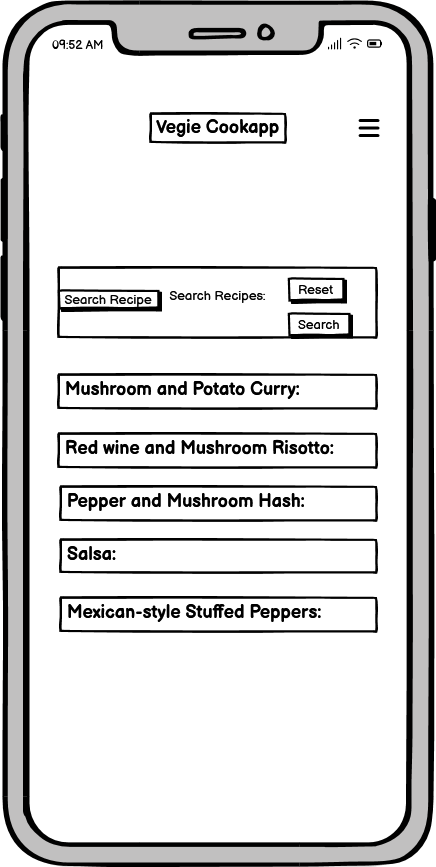 09:52 AM
Vegie Cookapp
Search Recipe
Search Recipes:
Reset
Search
Mushroom and Potato Curry:
Red wine and Mushroom Risotto:
Pepper and Mushroom Hash:
Salsa:
Mexican-style Stuffed Peppers: